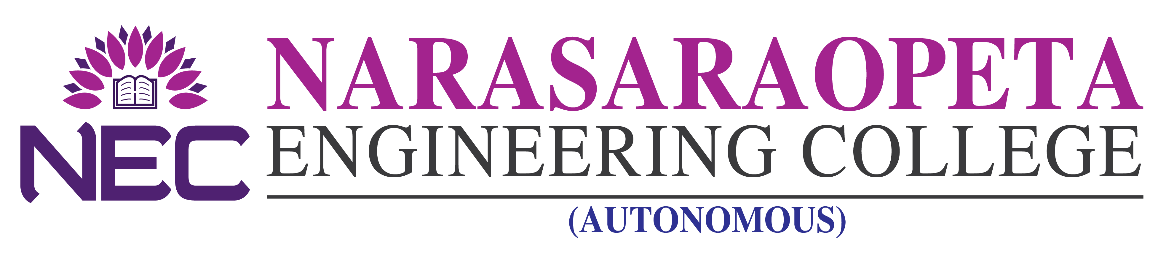 NEC
NARASARAOPETA
ENGINEERING COLLEGE
(AUTONOMOUS)